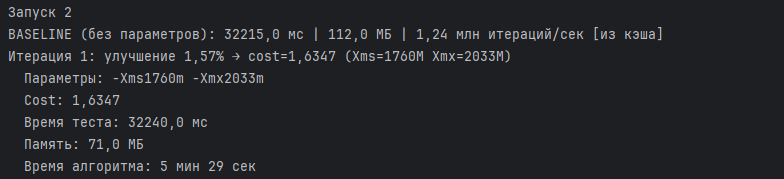 Запуск 2
BASELINE (без параметров): 32215,0 мс | 112,0 МБ | 1,24 млн итераций/сек [из кэша]
Итерация 1: улучшение 1,57% → cost=1,6347 (Xms=1760M Xmx=2033M)
Параметры: -Xms1760m -Xmx2033m
Cost: 1,6347
Время теста: 32240,0 мс
Память: 71,0 МБ
Время алгоритма: 5 мин 29 сек